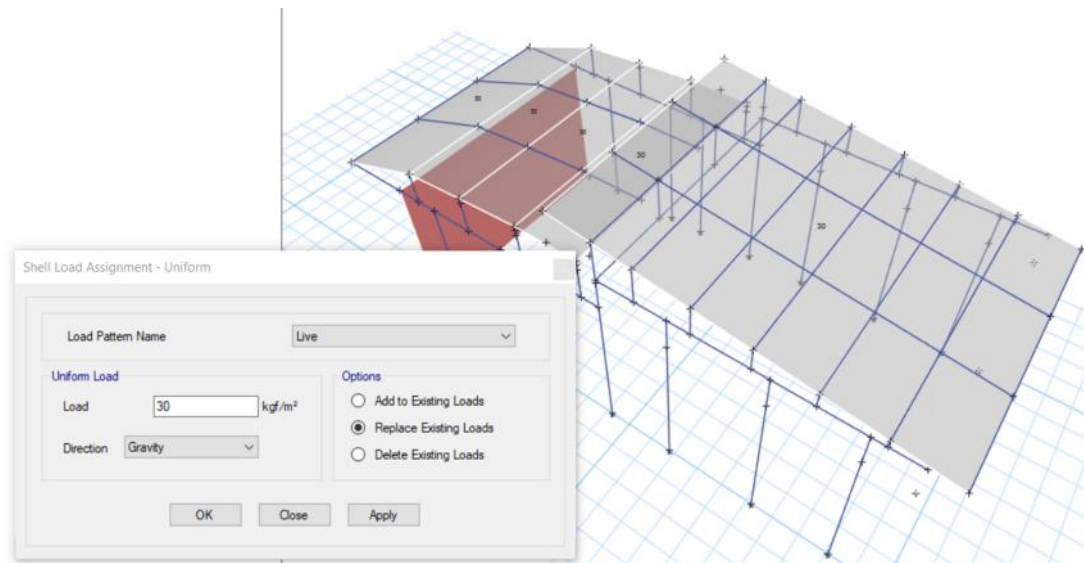 30
30
Shell Load Assignment - Uniform
Load Pattern Name
Live
Uniform Load
Load
30
kgf/m²
Direction
Gravity
Options
Add to Existing Loads
Replace Existing Loads
Delete Existing Loads
OK
Close
Apply